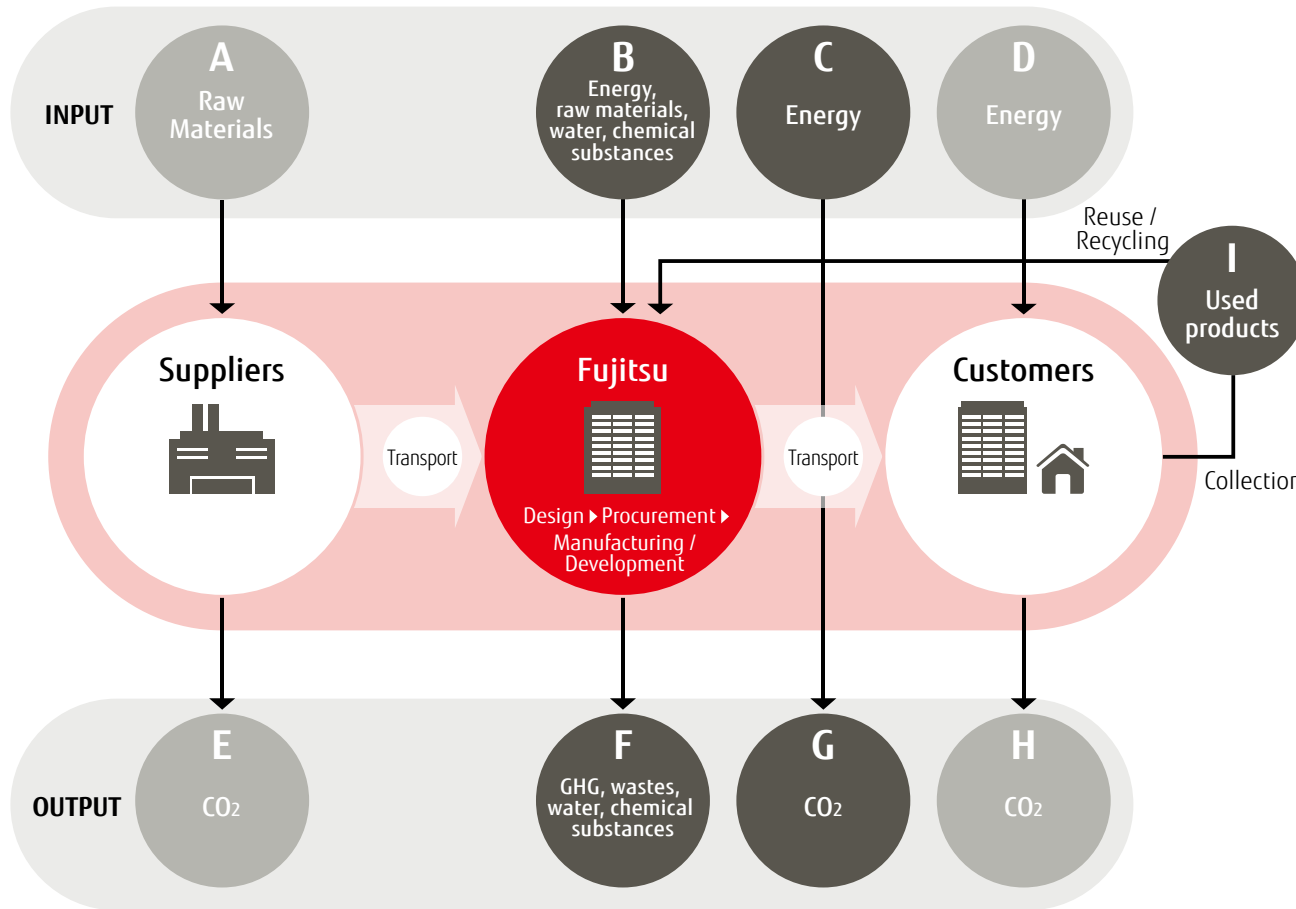 INPUT
A
Raw
Materials
B
Energy,
raw materials,
water, chemical
substances
C
Energy
D
Energy
Reuse /
Recycling
I
Used
products
Suppliers
Transport
Fujitsu
Design ▶ Procurement ▶
Manufacturing /
Development
Transport
Customers
Collection
OUTPUT
E
CO₂
F
GHG, wastes,
water, chemical
substances
G
CO₂
H
CO₂